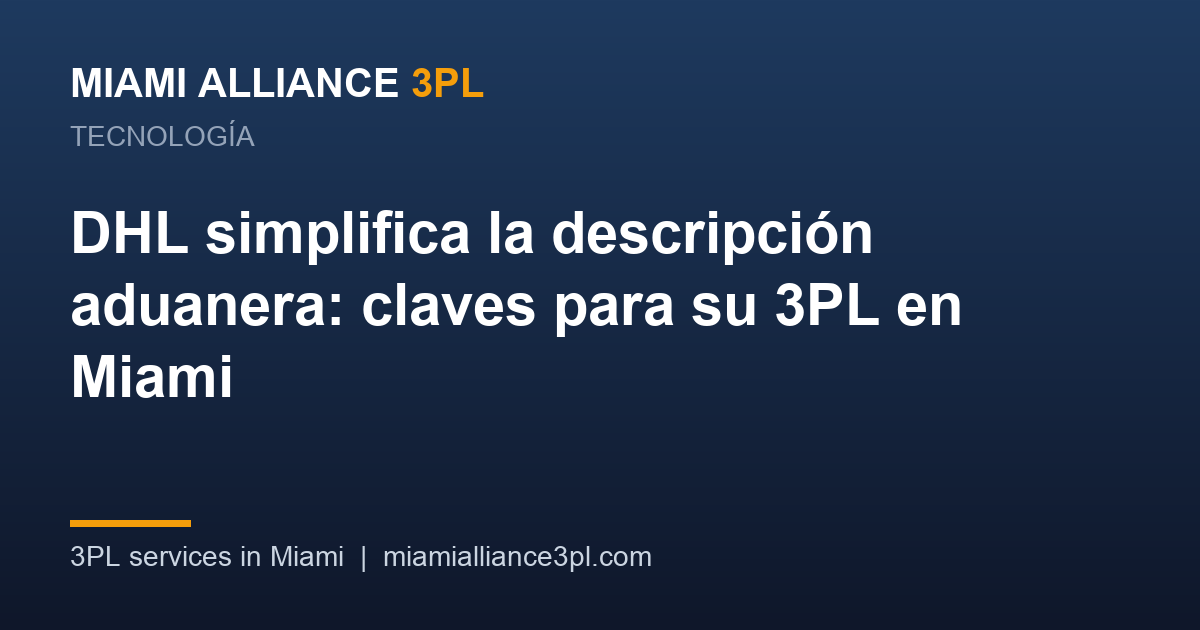 MIAMI ALLIANCE 3PL
TECNOLOGÍA
DHL simplifica la descripción
aduanera: claves para su 3PL en
Miami
3PL services in Miami | miamialliance3pl.com